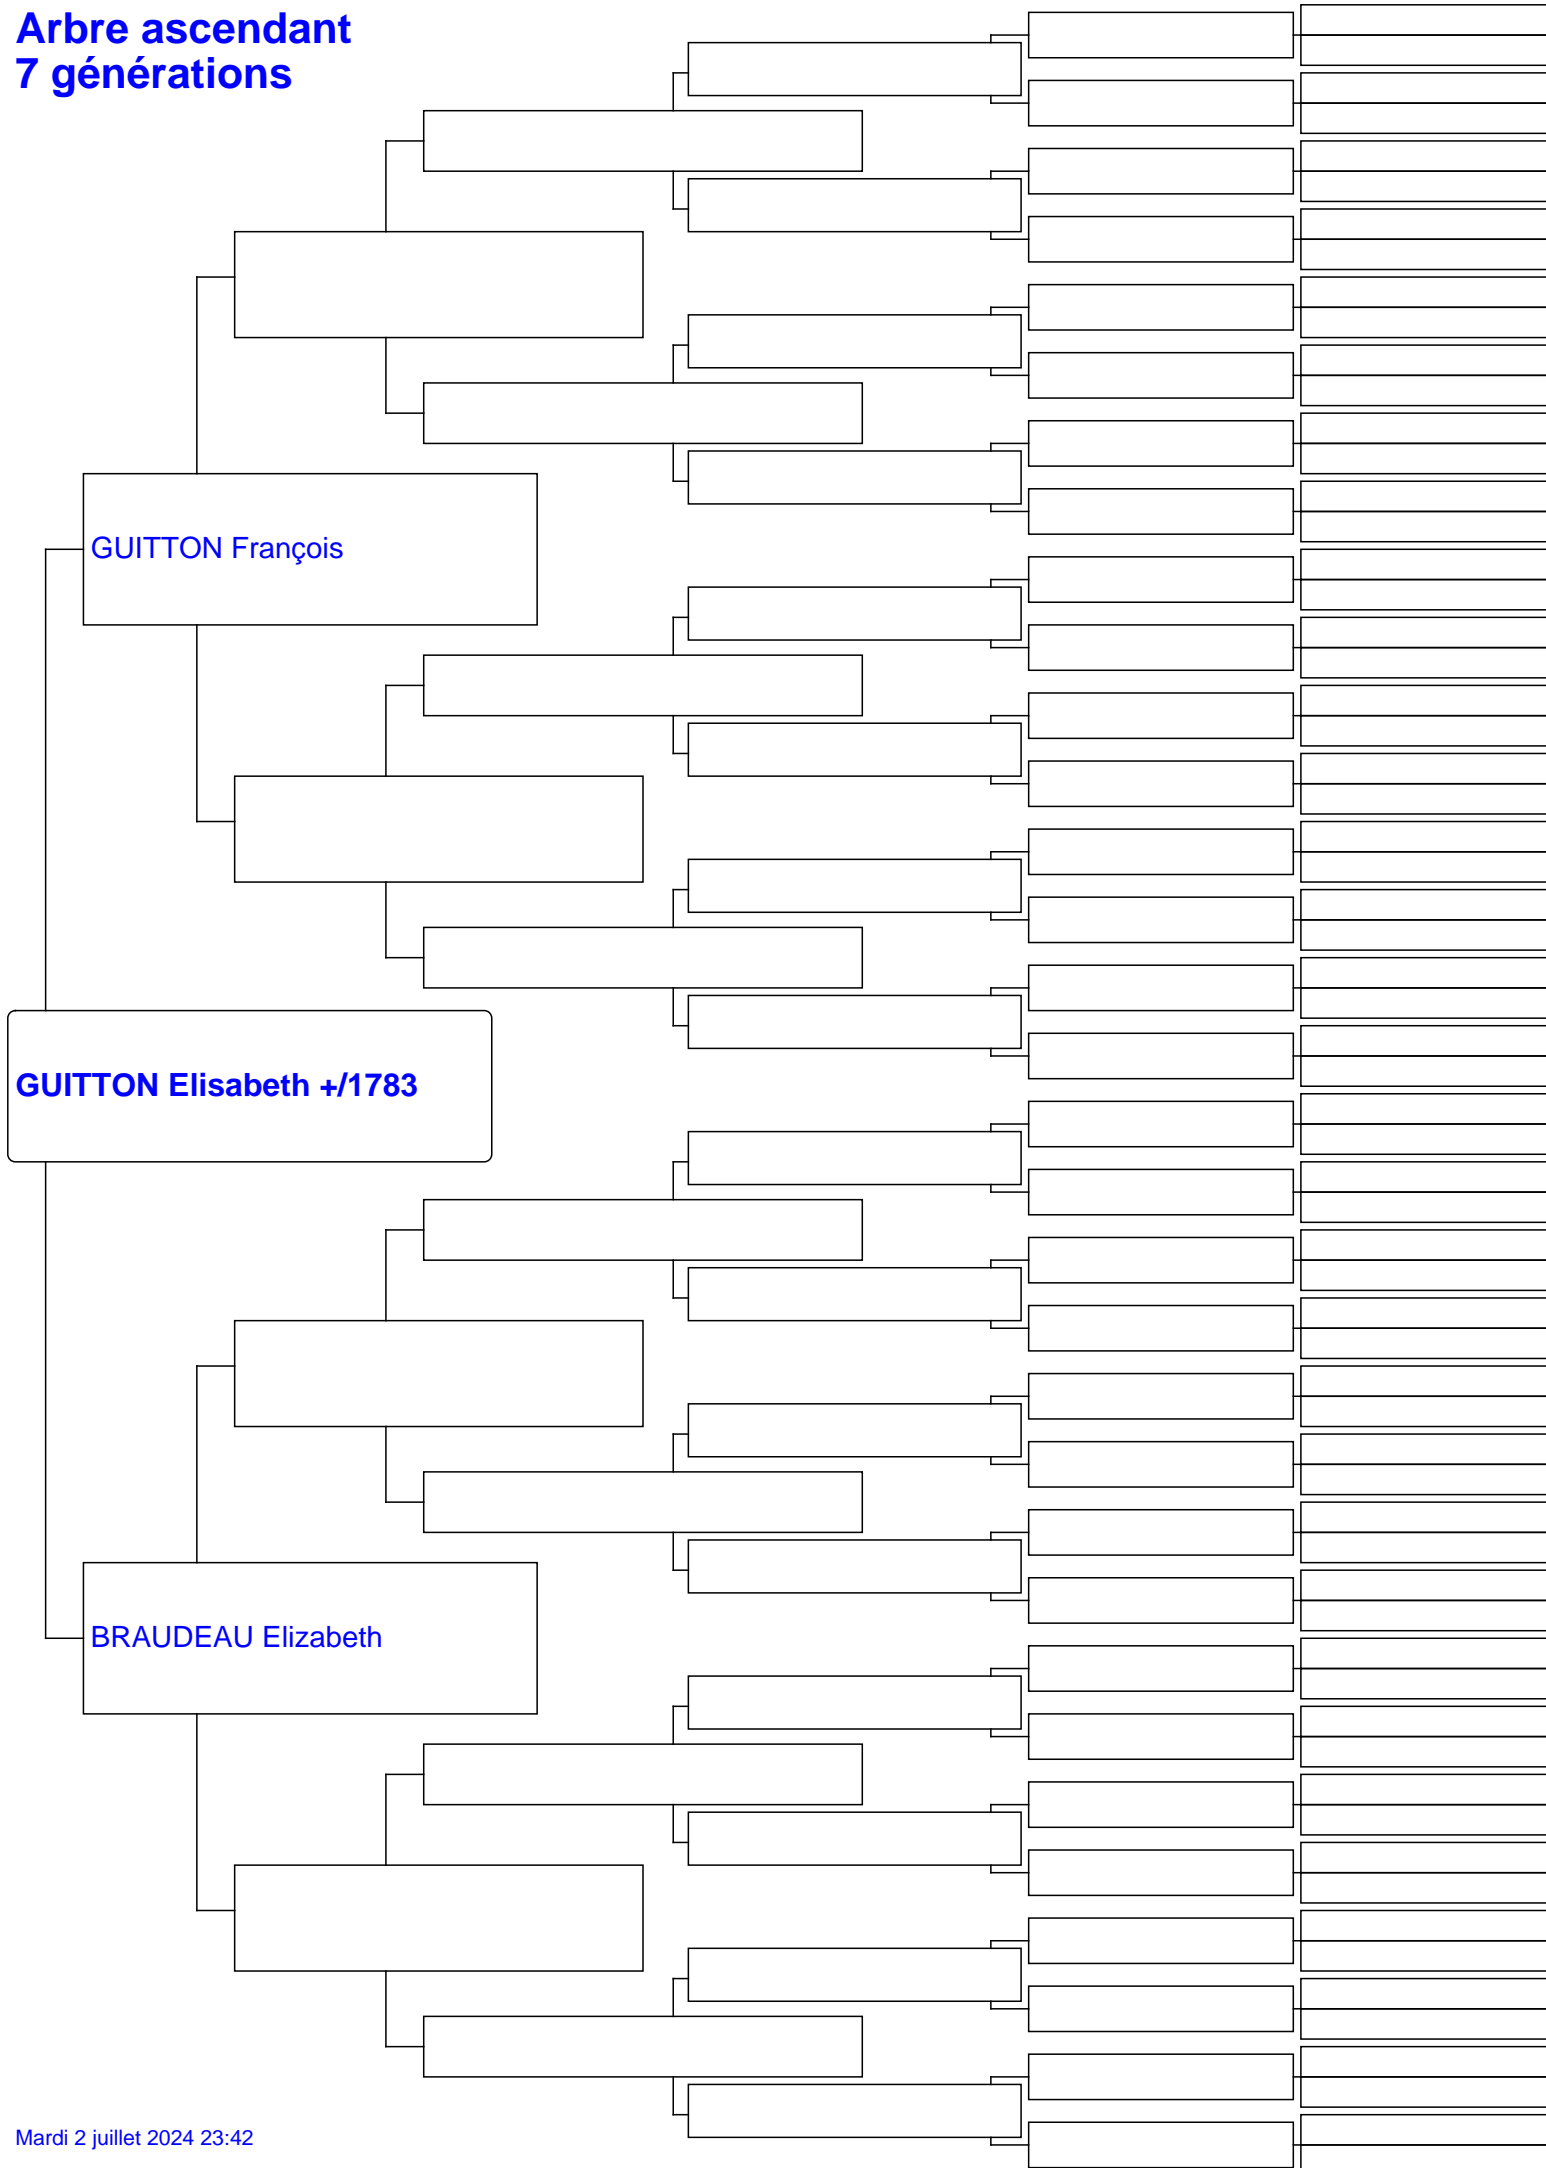 Arbre ascendant
7 générations
GUITTON François
GUITTON Elisabeth +/1783
BRAUDEAU Elizabeth
Mardi 2 juillet 2024 23:42